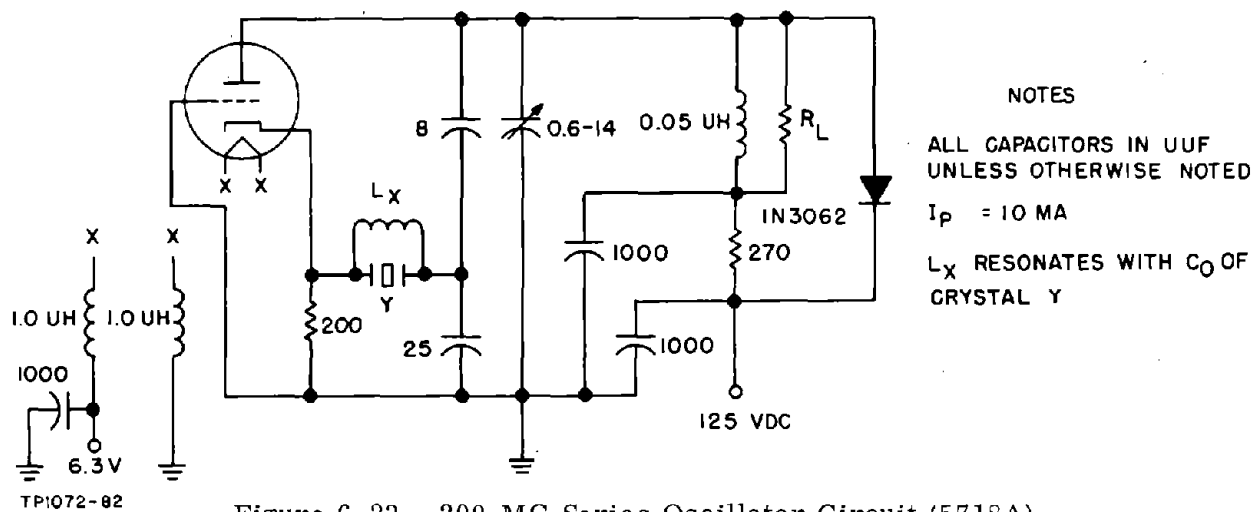 8
0.6-14
0.05 UH
RL
NOTES
ALL CAPACITORS IN UUF
UNLESS OTHERWISE NOTED
IP = 10 MA
LX RESONATES WITH CO OF
CRYSTAL Y
X X
LX
1N3062
X X
1000
270
Y
1.0 UH
1.0 UH
200
25
1000
1000
125 VDC
6.3V
TP1072-82
Figure 6-22. 200-MC Series Oscillator Circuit (5718A)